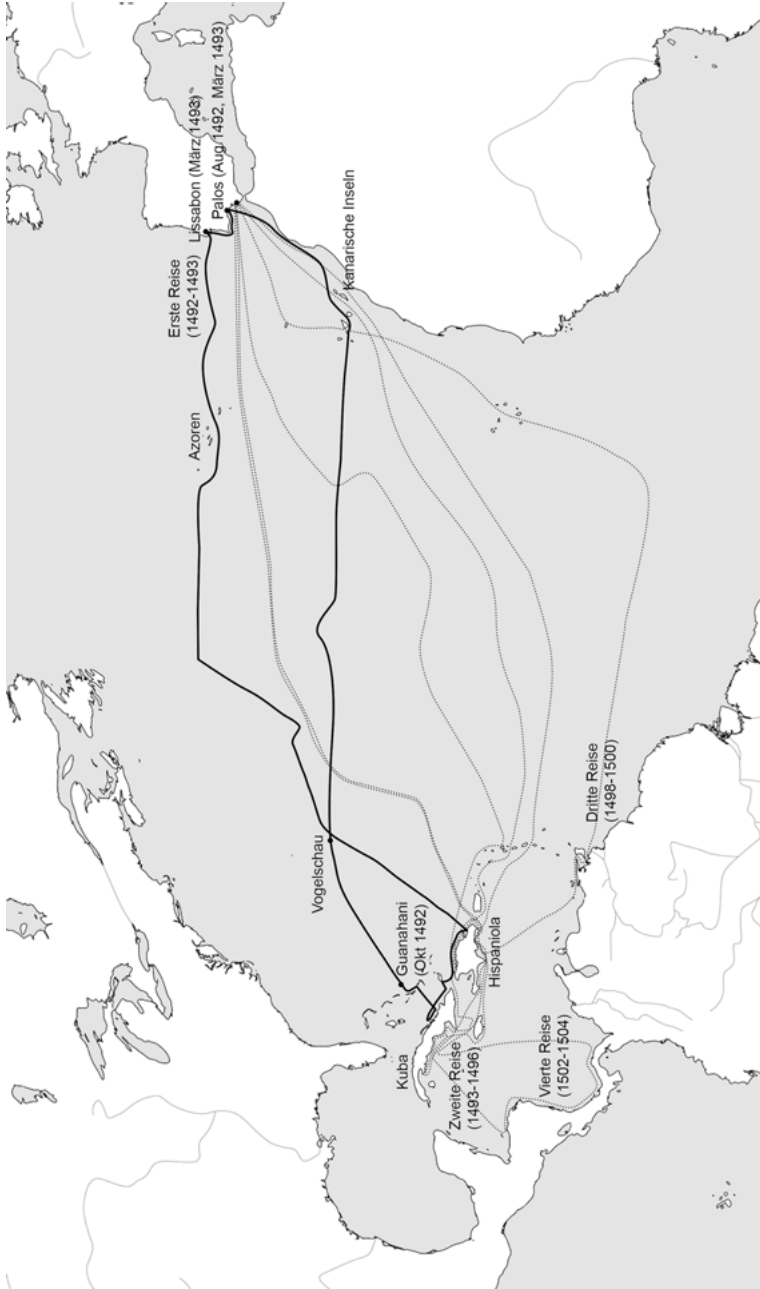 Erste Reise
(1492-1493)
Lissabon (März 1493)
Palos (Aug 1492, März 1493)
Azoren
Kanarische Inseln
Vogelschau
Guanahani
(Okt 1492)
Kuba
Hispaniola
Zweite Reise
(1493-1496)
Dritte Reise
(1498-1500)
Vierte Reise
(1502-1504)